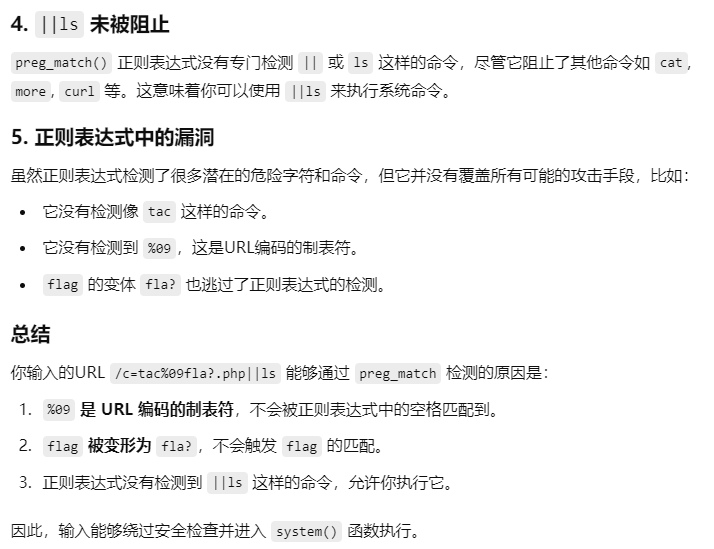 4. ||ls 未被阻止
preg_match() 正则表达式没有专门检测 || 或 ls 这样的命令，尽管它阻止了其他命令如 cat,
more, curl 等。这意味着你可以使用 ||ls 来执行系统命令。
5. 正则表达式中的漏洞
虽然正则表达式检测了很多潜在的危险字符和命令，但它并没有覆盖所有可能的攻击手段，比如：
• 它没有检测像 tac 这样的命令。
• 它没有检测到 %09，这是URL编码的制表符。
• flag 的变体 fla? 也逃过了正则表达式的检测。
总结
你输入的URL /c=tac%09fla?.php||ls 能够通过 preg_match 检测的原因是：
1. %09 是 URL 编码的制表符，不会被正则表达式中的空格匹配到。
2. flag 被变形为 fla?，不会触发 flag 的匹配。
3. 正则表达式没有检测到 ||ls 这样的命令，允许你执行它。
因此，输入能够绕过安全检查并进入 system() 函数执行。